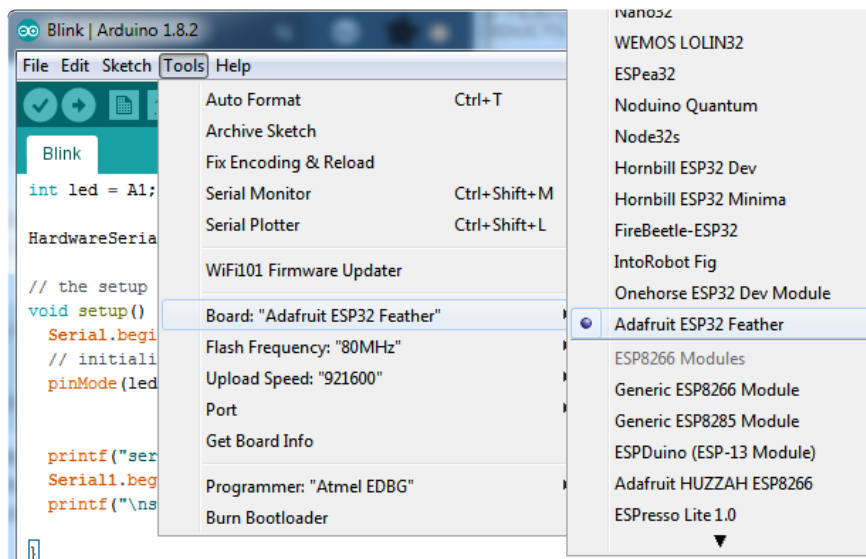 Blink | Arduino 1.8.2
File Edit Sketch Tools Help
Blink
int led = A1;
HardwareSeria
// the setup
void setup()
Serial.begi
// initiali
pinMode(led
printf("ser
Serial1.beg
printf("\ns
}
Auto Format Ctrl+T
Archive Sketch
Fix Encoding & Reload
Serial Monitor Ctrl+Shift+M
Serial Plotter Ctrl+Shift+L
WiFi101 Firmware Updater
Board: "Adafruit ESP32 Feather"
Flash Frequency: "80MHz"
Upload Speed: "921600"
Port
Get Board Info
Programmer: "Atmel EDBG"
Burn Bootloader
Nano32
WEMOS LOLIN32
ESPea32
Noduino Quantum
Node32s
Hornbill ESP32 Dev
Hornbill ESP32 Minima
FireBeetle-ESP32
IntoRobot Fig
Onehorse ESP32 Dev Module
Adafruit ESP32 Feather
ESP8266 Modules
Generic ESP8266 Module
Generic ESP8285 Module
ESPDuino (ESP-13 Module)
Adafruit HUZZAH ESP8266
ESPresso Lite 1.0